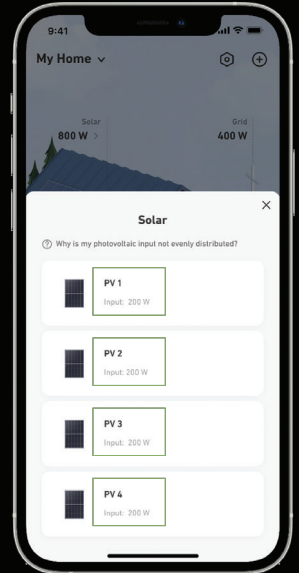 9:41
My Home
Solar
800 W >
Grid
400 W
Solar
Why is my photovoltaic input not evenly distributed?
PV 1
Input: 200 W
PV 2
Input: 200 W
PV 3
Input: 200 W
PV 4
Input: 200 W